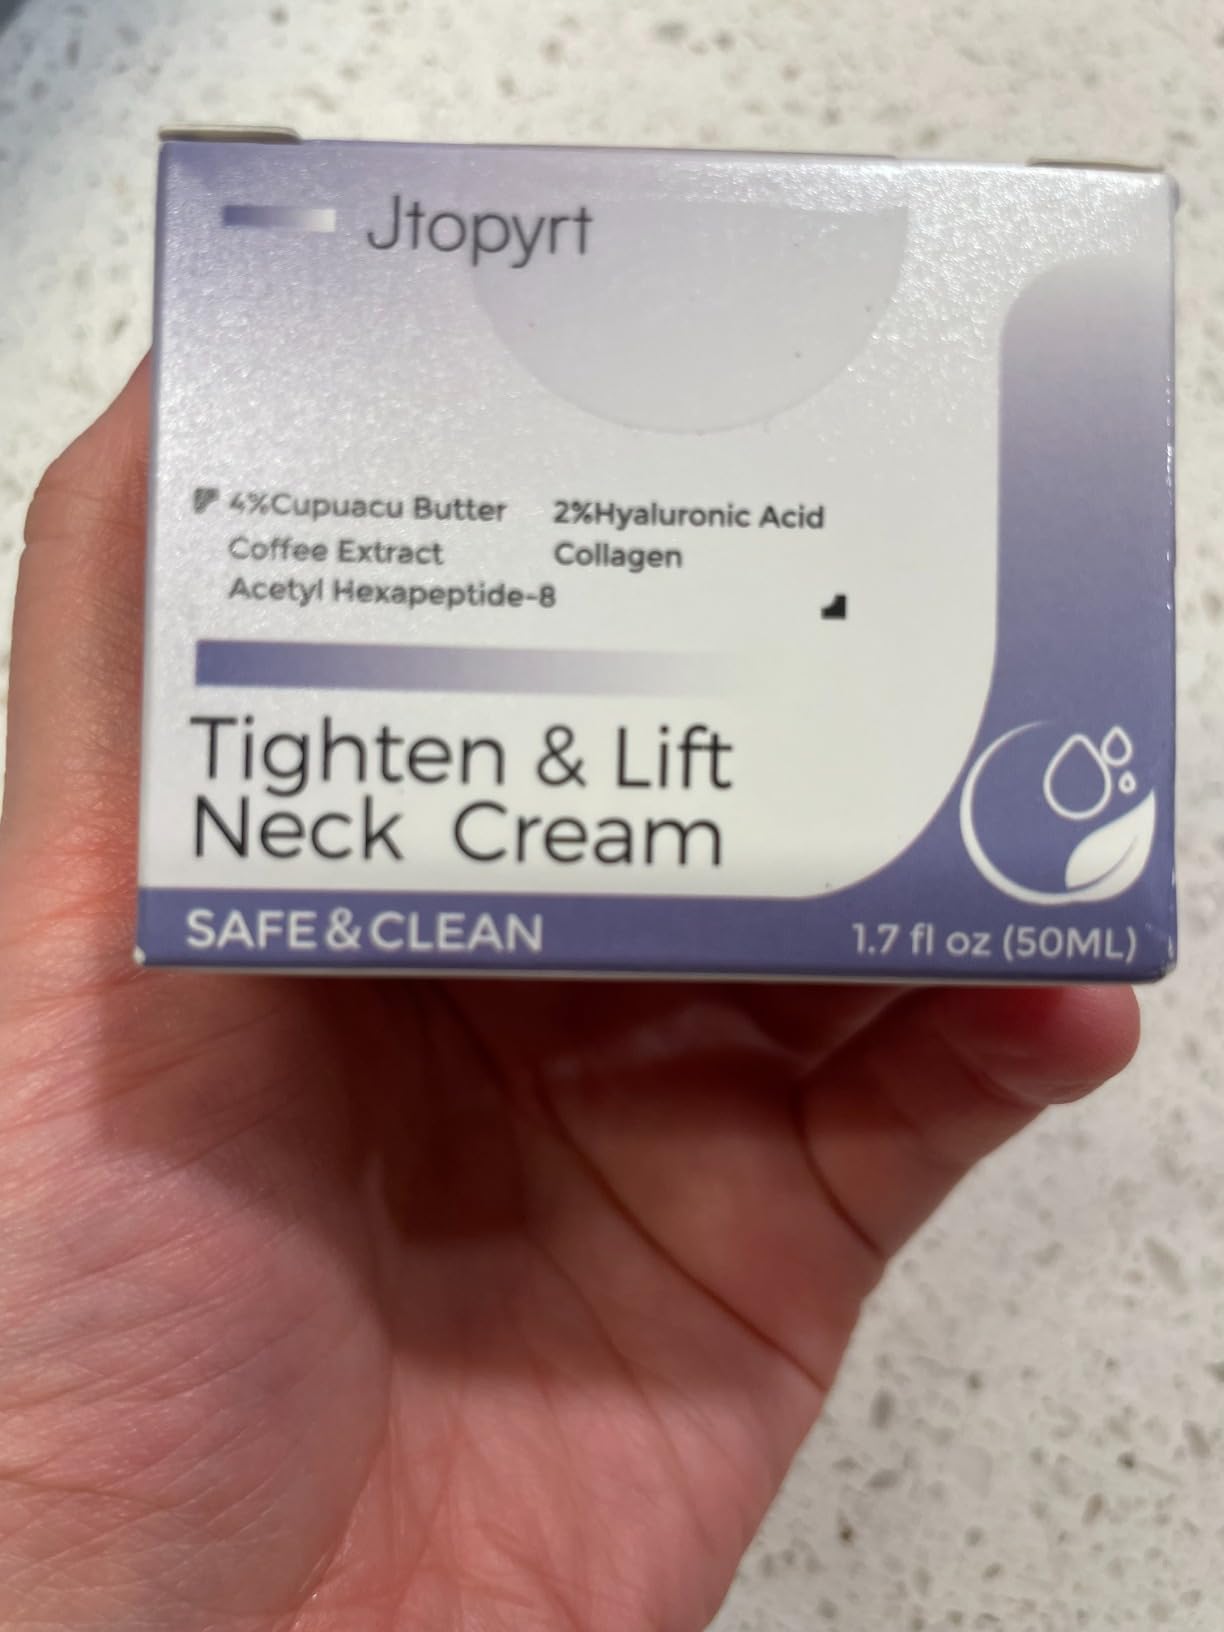 Jtopyrt
4%Cupuacu Butter 2%Hyaluronic Acid
Coffee Extract Collagen
Acetyl Hexapeptide-8
Tighten & Lift
Neck Cream
SAFE & CLEAN 1.7 fl oz (50ML)